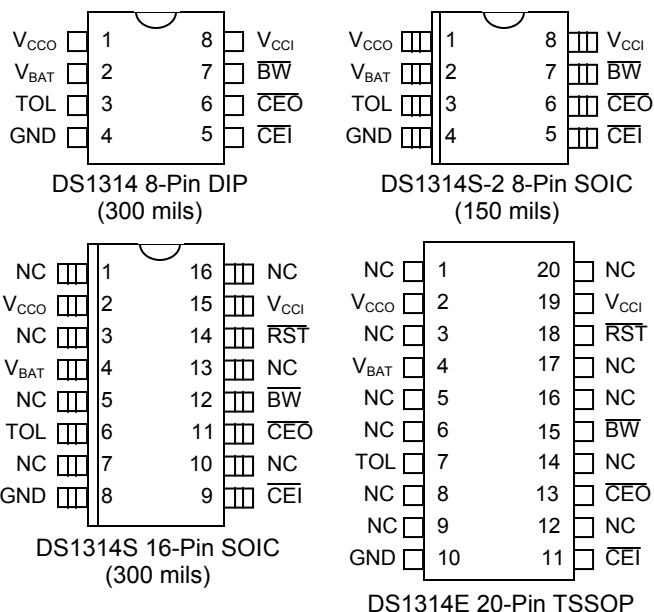 VCCO 1 8 VCCI
VBAT 2 7 BW
TOL 3 6 CEO
GND 4 5 CEI
DS1314 8-Pin DIP
(300 mils)
VCCO 1 8 VCCI
VBAT 2 7 BW
TOL 3 6 CEO
GND 4 5 CEI
DS1314S-2 8-Pin SOIC
(150 mils)
NC 1 16 NC
VCCO 2 15 VCCI
NC 3 14 RST
VBAT 4 13 NC
NC 5 12 BW
TOL 6 11 CEO
NC 7 10 NC
GND 8 9 CEI
DS1314S 16-Pin SOIC
(300 mils)
NC 1 20 NC
VCCO 2 19 VCCI
NC 3 18 RST
VBAT 4 17 NC
NC 5 16 NC
NC 6 15 BW
TOL 7 14 NC
NC 8 13 CEO
NC 9 12 NC
GND 10 11 CEI
DS1314E 20-Pin TSSOP